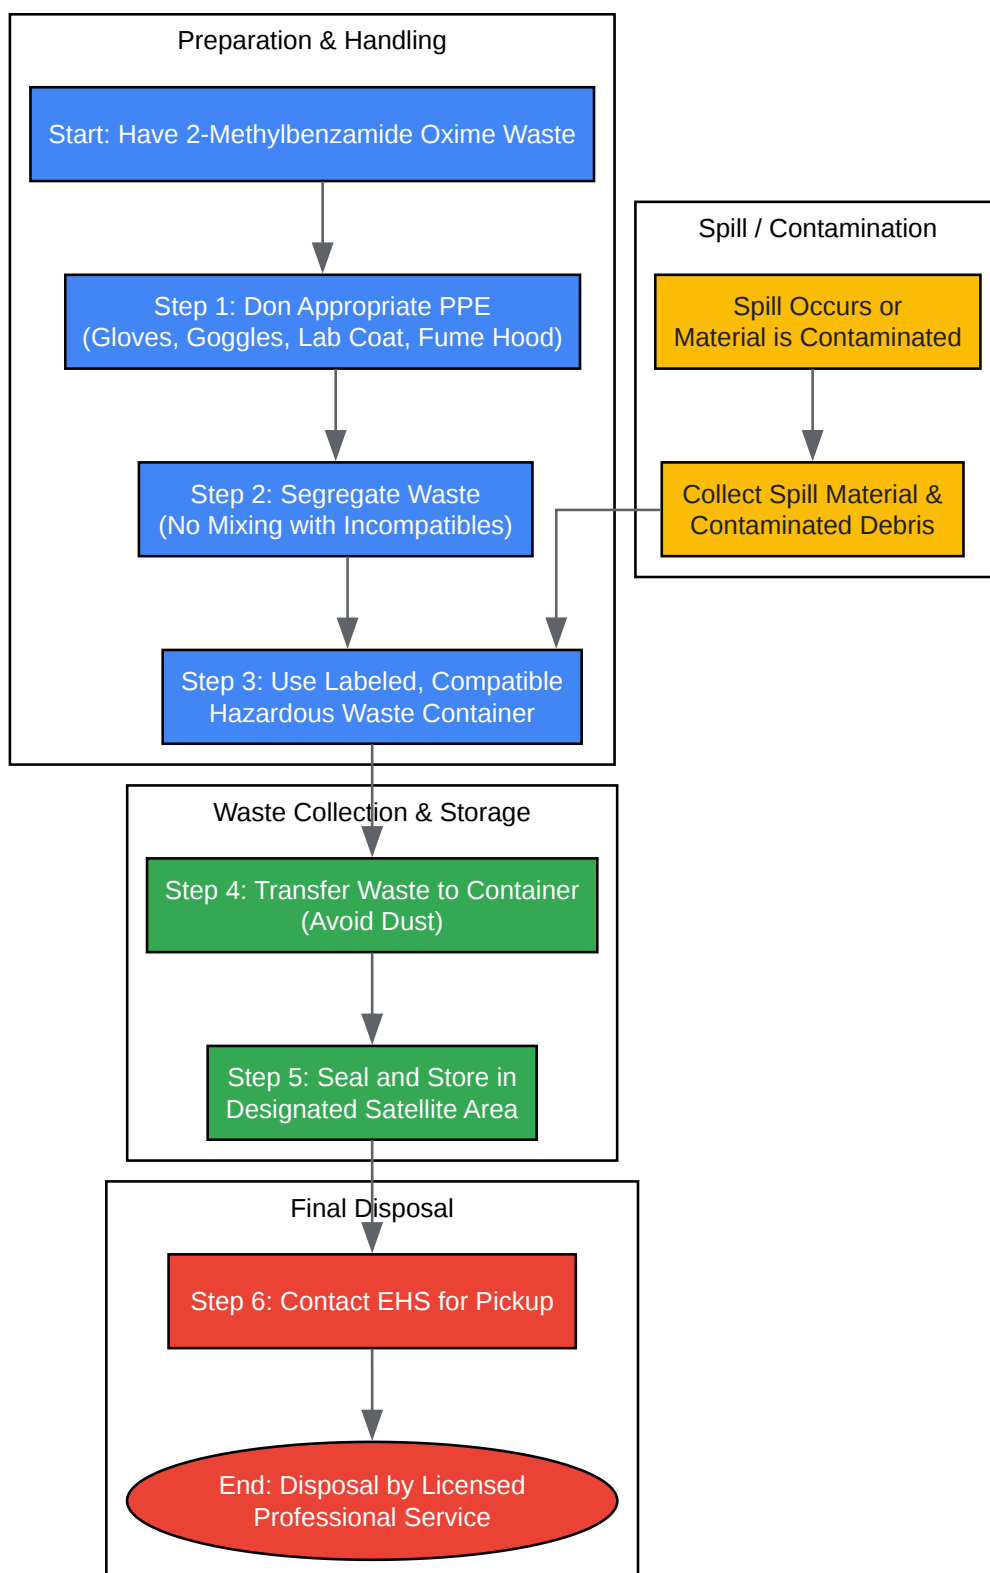 Preparation & Handling
Start: Have 2-Methylbenzamide Oxime Waste
Step 1: Don Appropriate PPE
(Gloves, Goggles, Lab Coat, Fume Hood)
Step 2: Segregate Waste
(No Mixing with Incompatibles)
Step 3: Use Labeled, Compatible
Hazardous Waste Container
Spill / Contamination
Spill Occurs or
Material is Contaminated
Collect Spill Material &
Contaminated Debris
Waste Collection & Storage
Step 4: Transfer Waste to Container
(Avoid Dust)
Step 5: Seal and Store in
Designated Satellite Area
Final Disposal
Step 6: Contact EHS for Pickup
End: Disposal by Licensed
Professional Service